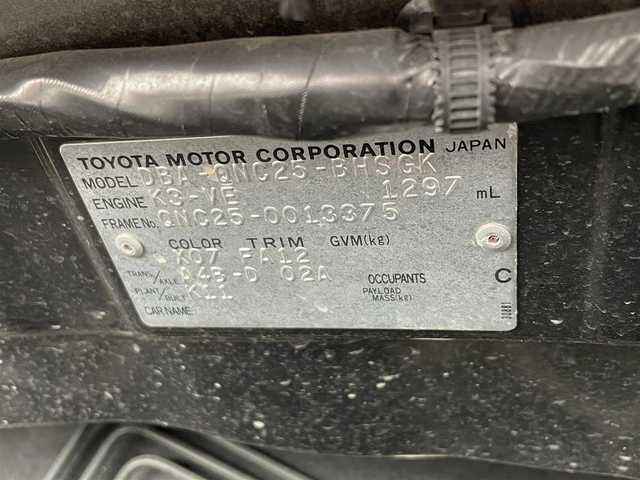 TOYOTA MOTOR CORPORATION JAPAN
MODEL DBA-QNC25-BHSGK
ENGINE K3-VE 1297 mL
FRAME No. QNC25-0013375
COLOR TRIM GVM(kg)
X07 FA12
TRANS/AXLE Q4B-D 02A OCCUPANTS C
PLANT/BUILT K11 PAYLOAD MASS(kg)
CAR NAME